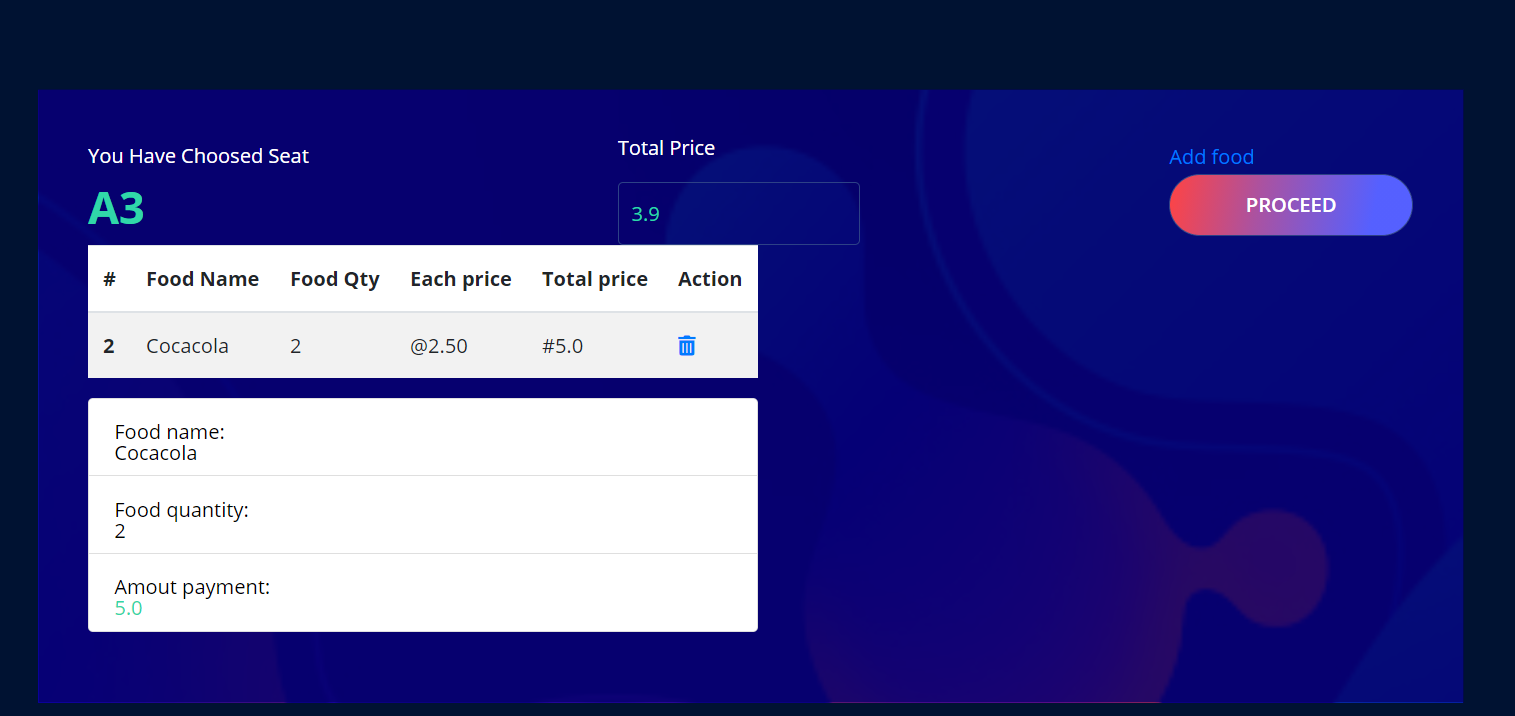 You Have Choosed Seat
A3
Total Price
3.9
Add food
PROCEED
# Food Name Food Qty Each price Total price Action
2 Cocacola 2 @2.50 #5.0
Food name:
Cocacola
Food quantity:
2
Amout payment:
5.0